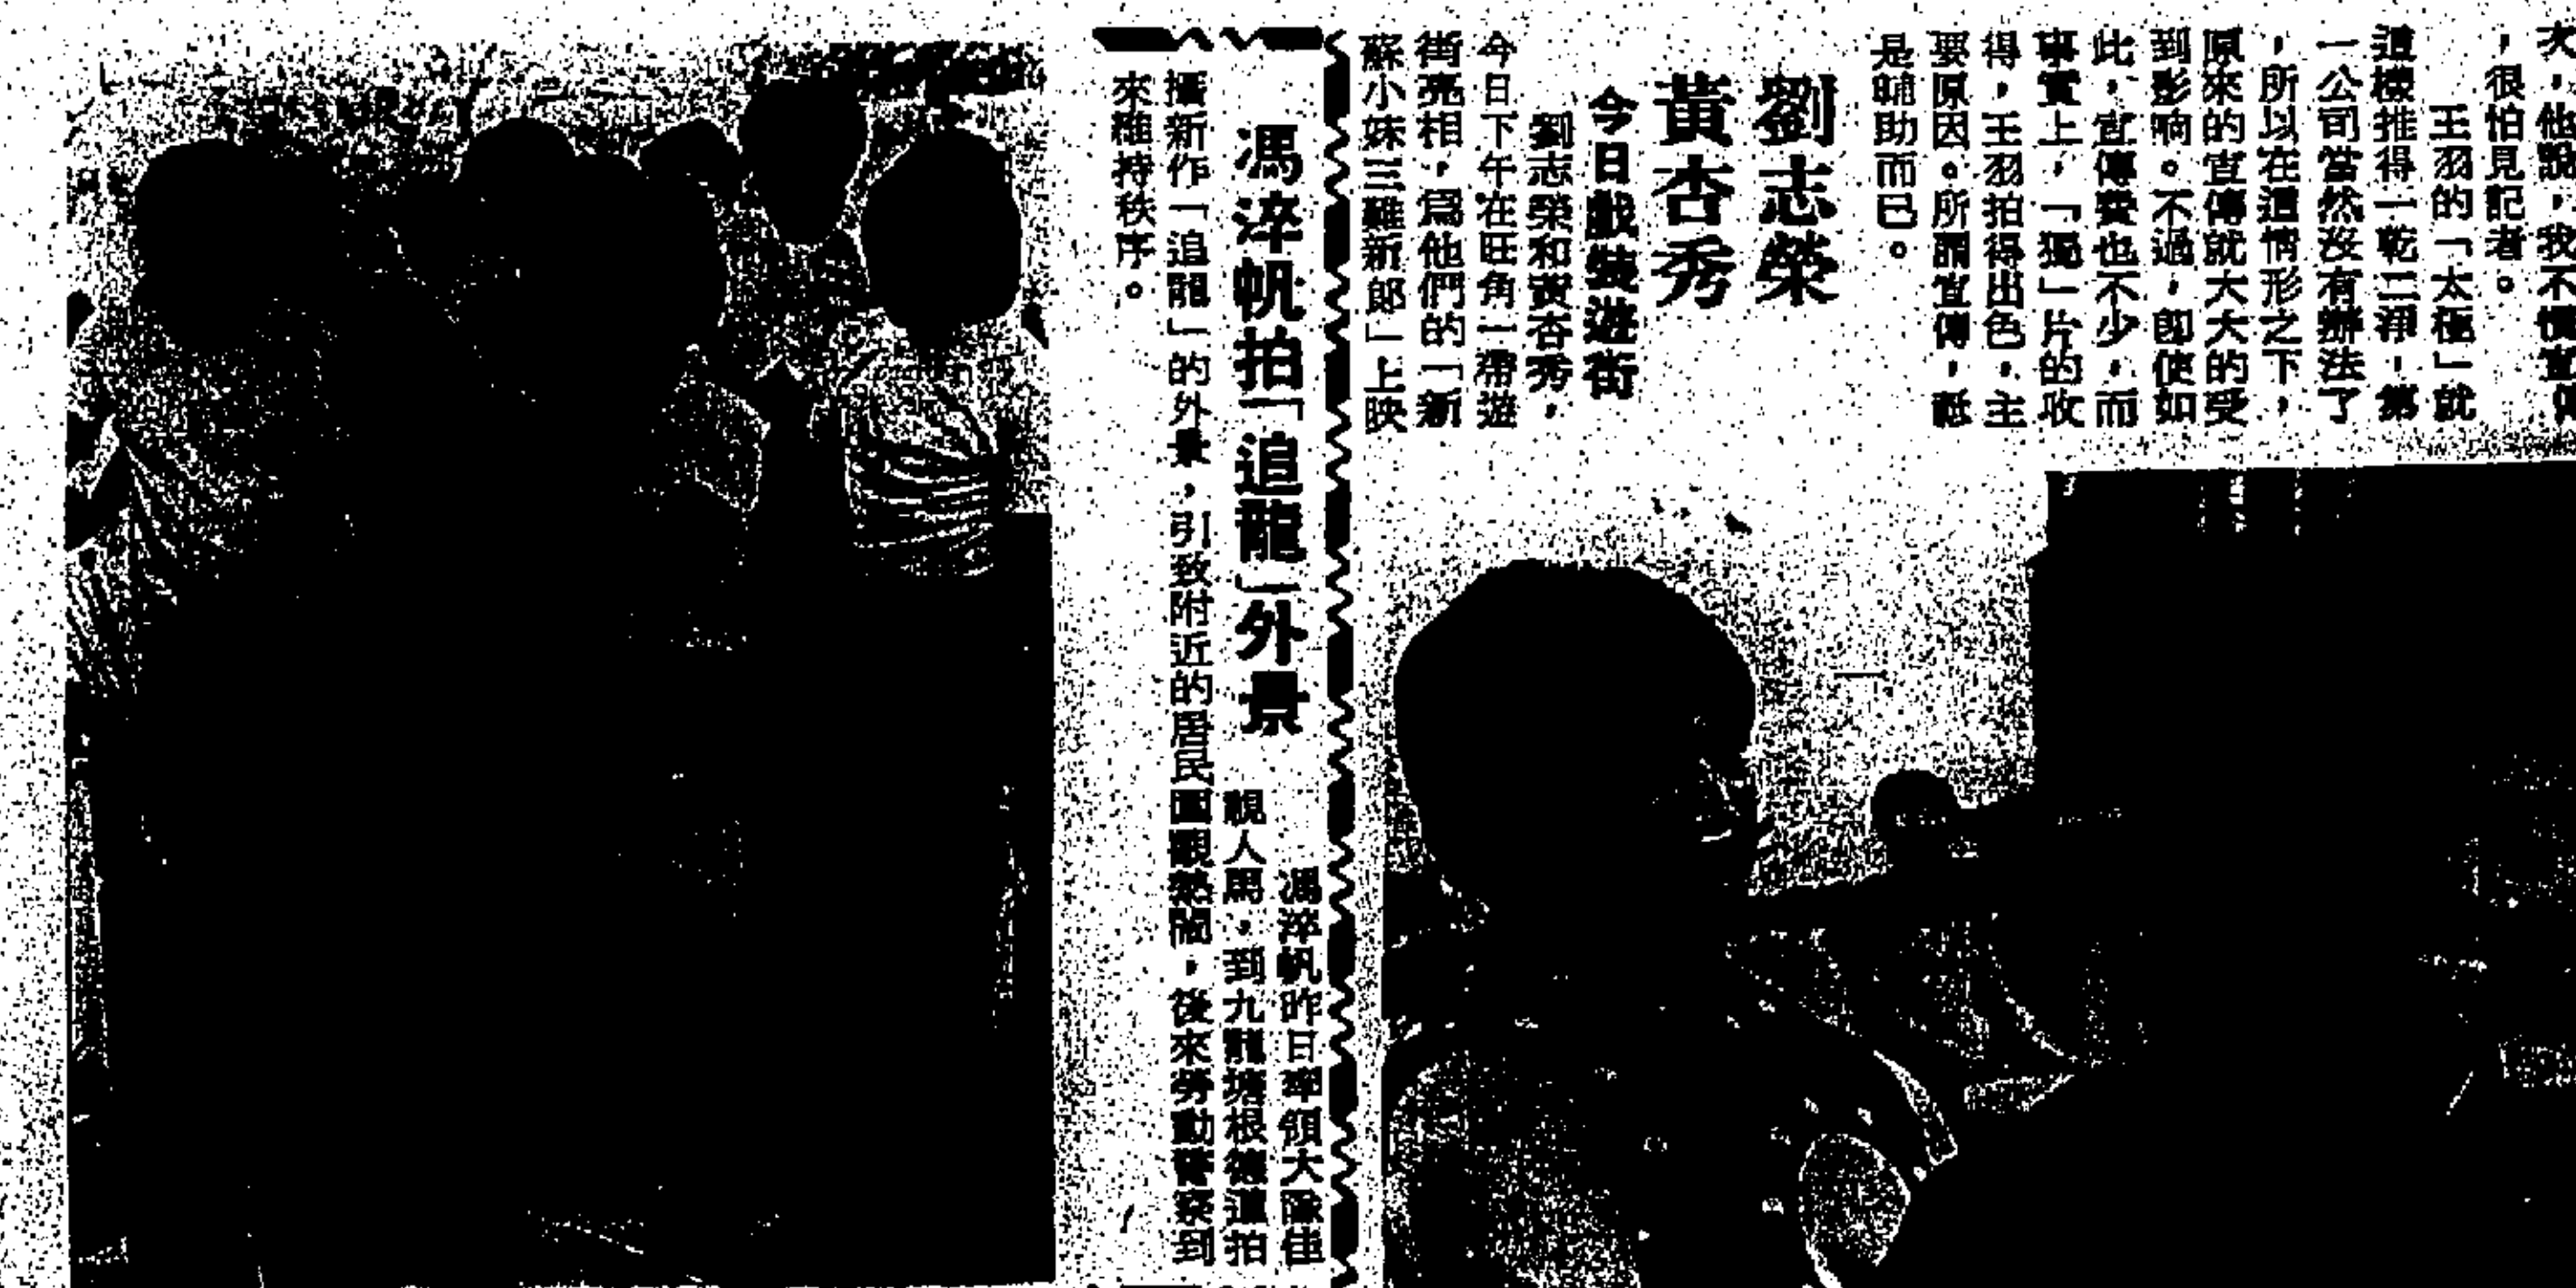 大，他說，我不慣宣傳
，很怕見記者。
王羽的「太極」就
這樣推得一乾二淨，第
一公司當然沒有辦法了
，所以在這情形之下，
原來的宣傳就大大的受
到影响。不過，卽使如
此，宣傳費也不少，而
事實上，「獨」片的收
得，王羽拍得出色，主
要原因。所謂宣傳，祗
是輔助而已。
劉志榮
黃杏秀
今日戲裝遊街
劉志榮和黃杏秀，
今日下午在旺角一帶遊
街亮相，爲他們的「新
蘇小妹三難新郎」上映
馮淬帆拍「追龍」外景
馮淬帆昨日率領大隊佳
視人馬，到九龍塘根德道拍
攝新作「追龍」的外景，引致附近的居民圍觀熱鬧，後來勞動警察到
來維持秩序。